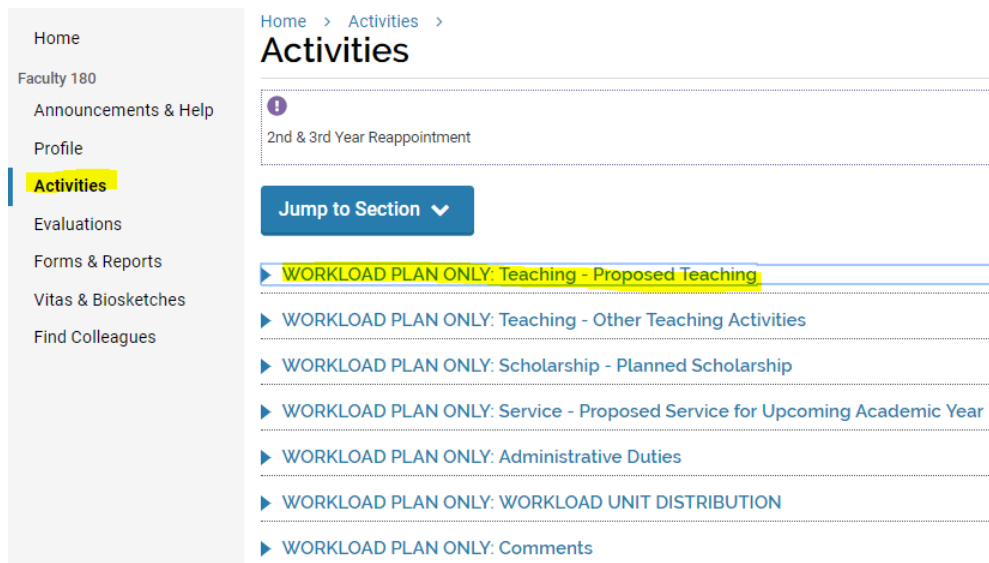 Home
Faculty 180
Announcements & Help
Profile
Activities
Evaluations
Forms & Reports
Vitas & Biosketches
Find Colleagues
Home > Activities >
Activities
2nd & 3rd Year Reappointment
Jump to Section
WORKLOAD PLAN ONLY: Teaching - Proposed Teaching
WORKLOAD PLAN ONLY: Teaching - Other Teaching Activities
WORKLOAD PLAN ONLY: Scholarship - Planned Scholarship
WORKLOAD PLAN ONLY: Service - Proposed Service for Upcoming Academic Year
WORKLOAD PLAN ONLY: Administrative Duties
WORKLOAD PLAN ONLY: WORKLOAD UNIT DISTRIBUTION
WORKLOAD PLAN ONLY: Comments